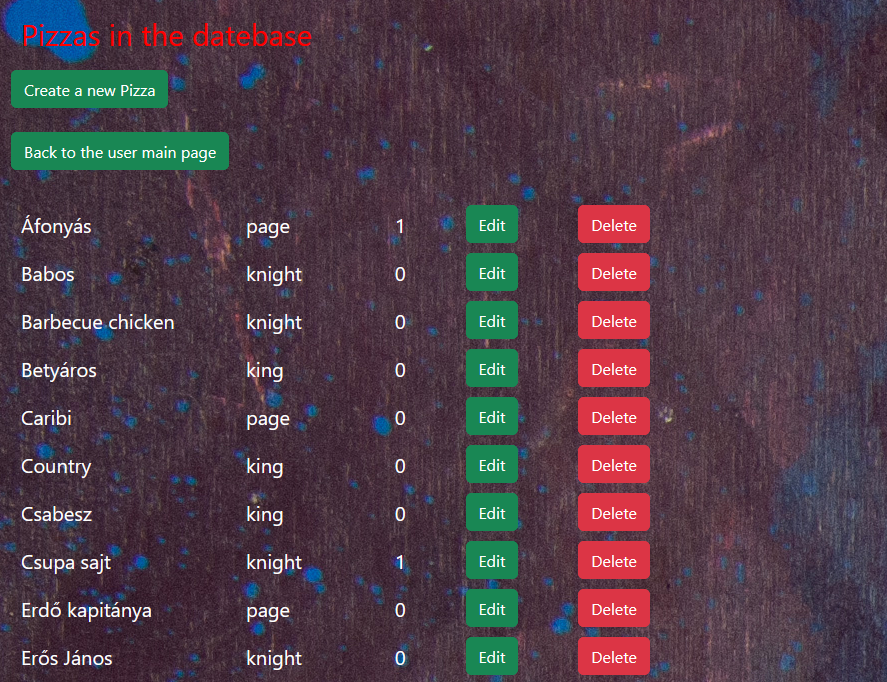 Pizzas in the datebase
Create a new Pizza
Back to the user main page
Áfonyás page 1 Edit Delete
Babos knight 0 Edit Delete
Barbecue chicken knight 0 Edit Delete
Betyáros king 0 Edit Delete
Caribi page 0 Edit Delete
Country king 0 Edit Delete
Csabesz king 0 Edit Delete
Csupa sajt knight 1 Edit Delete
Erdő kapitánya page 0 Edit Delete
Erős János knight 0 Edit Delete